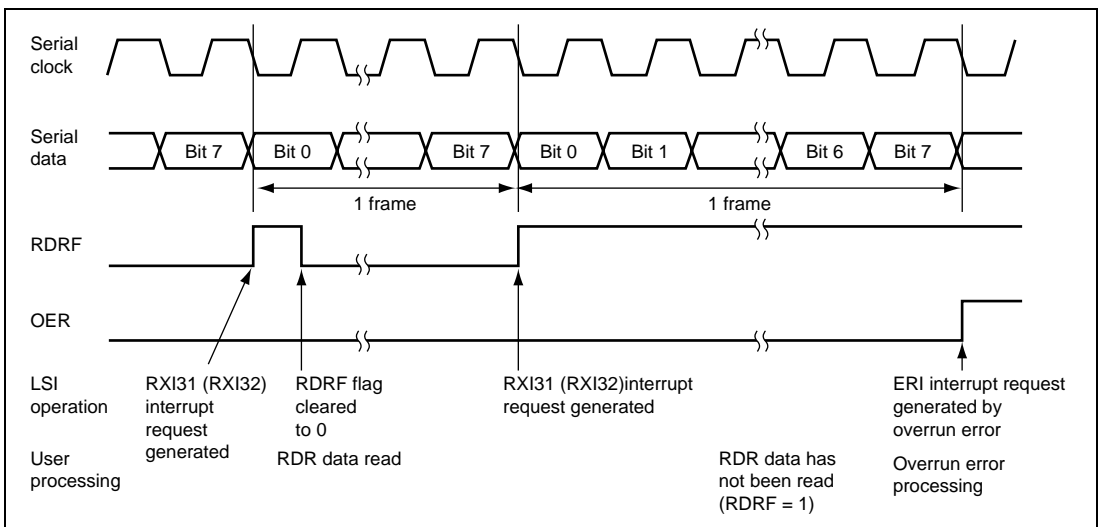 Serial
clock
Serial
data
Bit 7
Bit 0
Bit 7
Bit 0
Bit 1
Bit 6
Bit 7
1 frame
1 frame
RDRF
OER
LSI
operation
RXI31 (RXI32)
interrupt
request
generated
RDRF flag
cleared
to 0
RXI31 (RXI32)interrupt
request generated
ERI interrupt request
generated by
overrun error
User
processing
RDR data read
RDR data has
not been read
(RDRF = 1)
Overrun error
processing